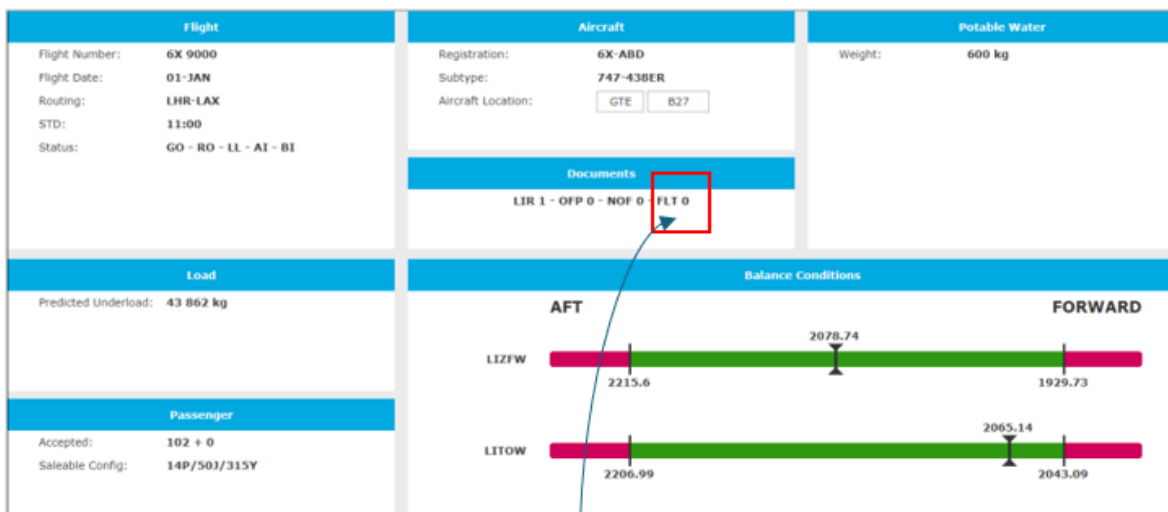 Flight
Flight Number: 6X 9000
Flight Date: 01-JAN
Routing: LHR-LAX
STD: 11:00
Status: GO - RO - LL - AI - BI
Aircraft
Registration: 6X-ABD
Subtype: 747-438ER
Aircraft Location: GTE B27
Potable Water
Weight: 600 kg
Documents
LIR 1 - OFP 0 - NOF 0 - FLT 0
Load
Predicted Underload: 43 862 kg
Passenger
Accepted: 102 + 0
Saleable Config: 14P/50J/315Y
Balance Conditions
AFT FORWARD
2078.74
LIZFW
2215.6 1929.73
2065.14
LITOW
2206.99 2043.09